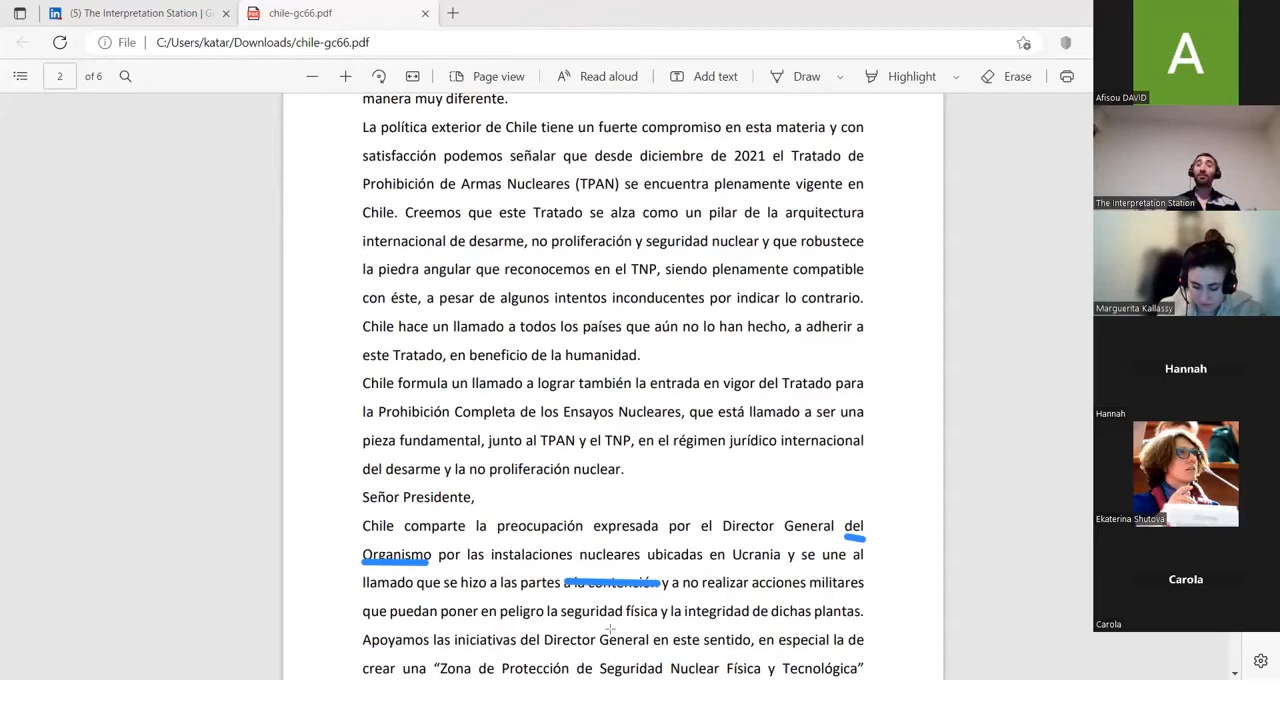 (5) The Interpretation Station | G
chile-gc66.pdf
File
C:/Users/katar/Downloads/chile-gc66.pdf
2
of 6
Page view
Read aloud
Add text
Draw
Highlight
Erase
manera muy diferente.
La política exterior de Chile tiene un fuerte compromiso en esta materia y con
satisfacción podemos señalar que desde diciembre de 2021 el Tratado de
Prohibición de Armas Nucleares (TPAN) se encuentra plenamente vigente en
Chile. Creemos que este Tratado se alza como un pilar de la arquitectura
internacional de desarme, no proliferación y seguridad nuclear y que robustece
la piedra angular que reconocemos en el TNP, siendo plenamente compatible
con éste, a pesar de algunos intentos inconducentes por indicar lo contrario.
Chile hace un llamado a todos los países que aún no lo han hecho, a adherir a
este Tratado, en beneficio de la humanidad.
Chile formula un llamado a lograr también la entrada en vigor del Tratado para
la Prohibición Completa de los Ensayos Nucleares, que está llamado a ser una
pieza fundamental, junto al TPAN y el TNP, en el régimen jurídico internacional
del desarme y la no proliferación nuclear.
Señor Presidente,
Chile comparte la preocupación expresada por el Director General del
Organismo por las instalaciones nucleares ubicadas en Ucrania y se une al
llamado que se hizo a las partes a la contención y a no realizar acciones militares
que puedan poner en peligro la seguridad física y la integridad de dichas plantas.
Apoyamos las iniciativas del Director General en este sentido, en especial la de
crear una “Zona de Protección de Seguridad Nuclear Física y Tecnológica”
A
Afisou DAVID
The Interpretation Station
Marguerita Kallassy
Hannah
Hannah
Ekaterina Shutova
Carola
Carola